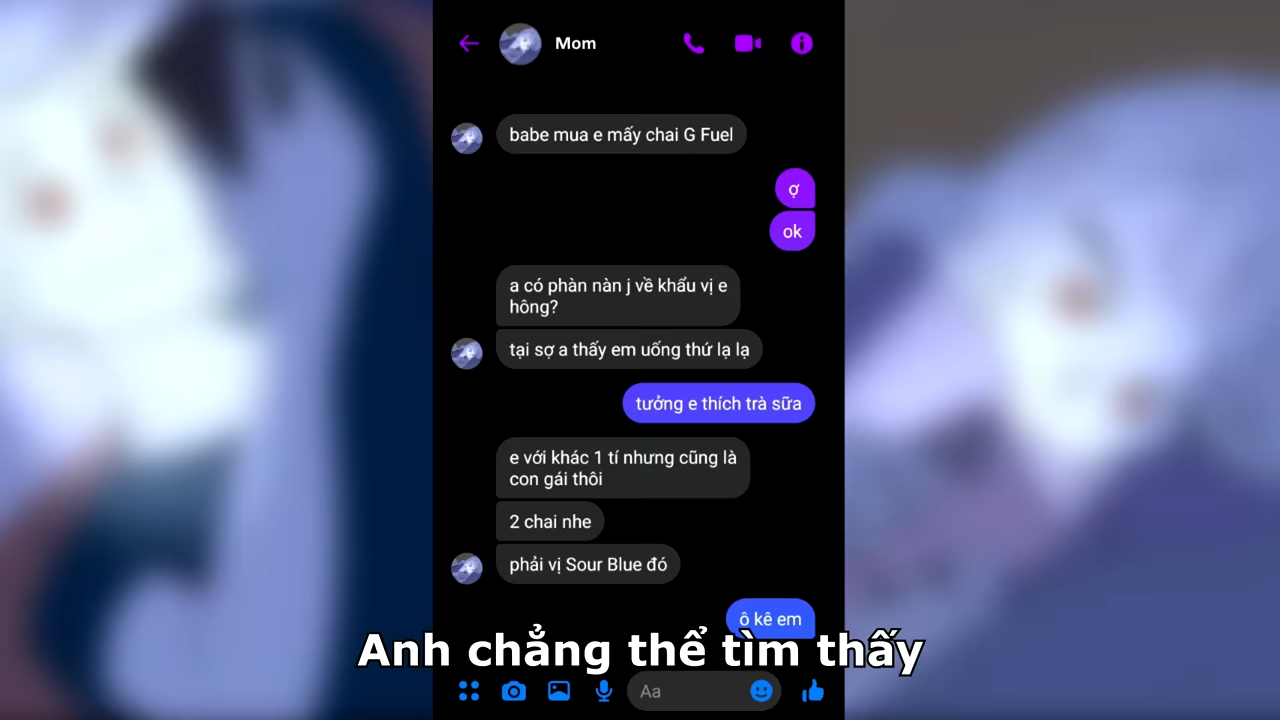 Mom
babe mua e mấy chai G Fuel
ợ
ok
a có phàn nàn j về khẩu vị e
hông?
tại sợ a thấy em uống thứ lạ lạ
tưởng e thích trà sữa
e với khác 1 tí nhưng cũng là
con gái thôi
2 chai nhe
phải vị Sour Blue đó
ô kê em
Anh chẳng thể tìm thấy
Aa